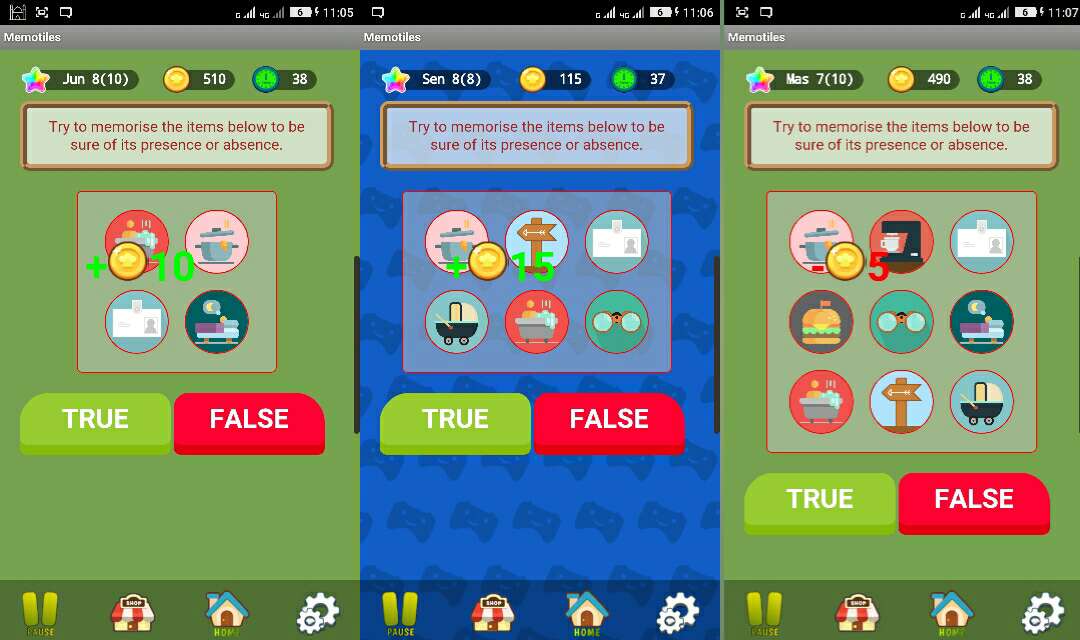 4G 6 11:05
Memotiles
Jun 8(10) 510 38
Try to memorise the items below to be
sure of its presence or absence.
+10
TRUE FALSE
PAUSE SHOP HOME
4G 6 11:06
Memotiles
Sen 8(8) 115 37
Try to memorise the items below to be
sure of its presence or absence.
+15
TRUE FALSE
PAUSE SHOP HOME
4G 6 11:07
Memotiles
Mas 7(10) 490 38
Try to memorise the items below to be
sure of its presence or absence.
-5
TRUE FALSE
PAUSE SHOP HOME